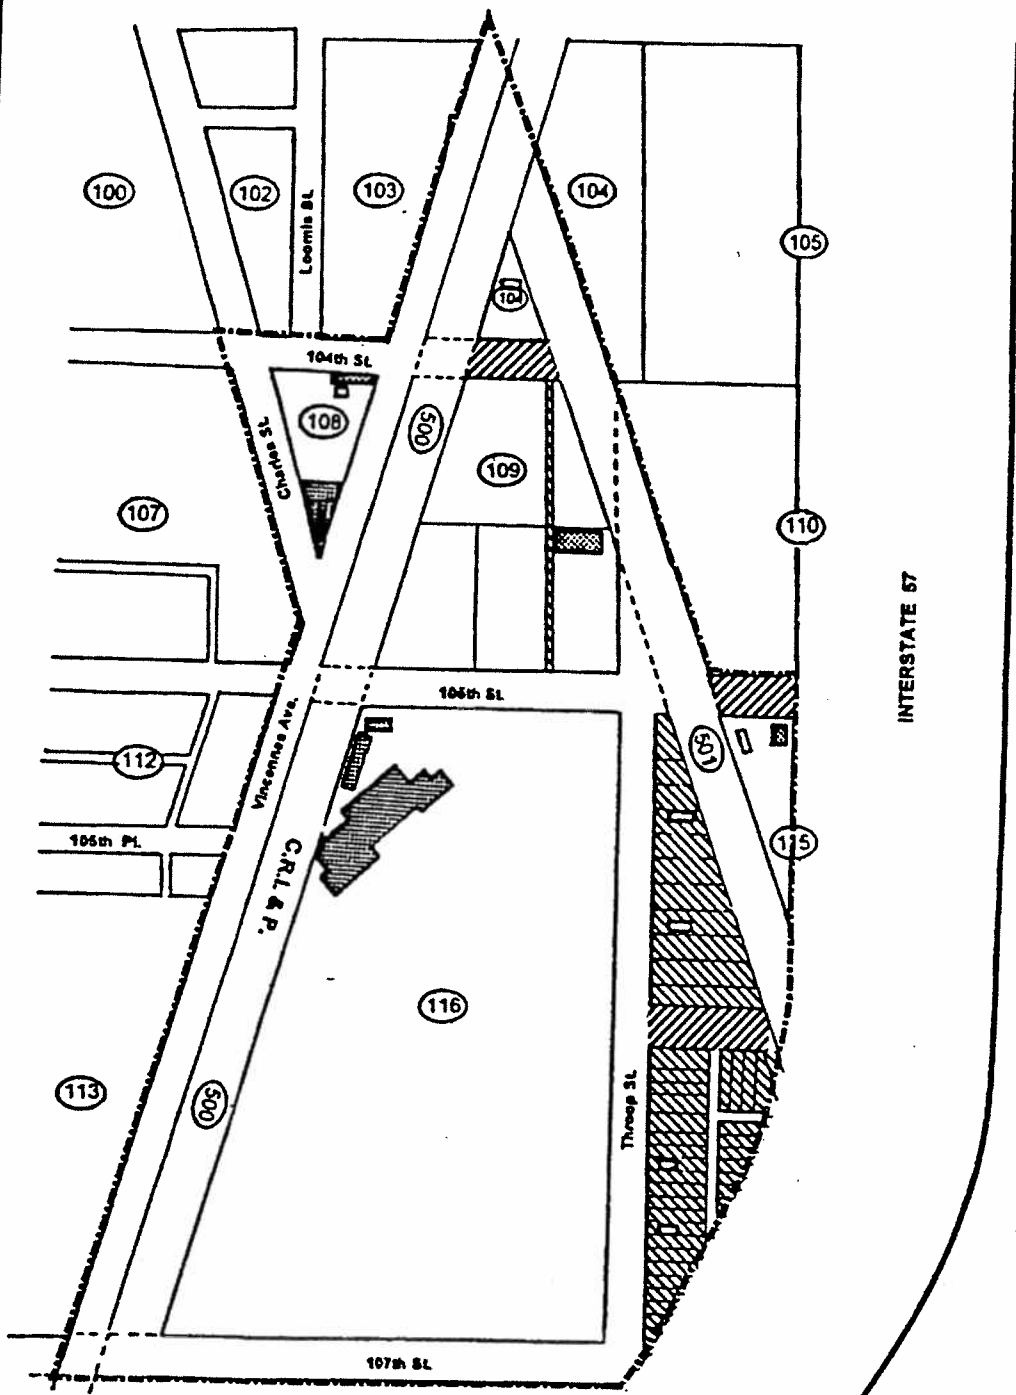 100
102
Loomis St.
103
104
105
104
104th St.
108
500
Charles St.
109
107
110
INTERSTATE 57
105th St.
Vincennes Ave.
501
112
105th Pl.
115
C.R.I. & P.
116
113
500
Throop St.
107th St.